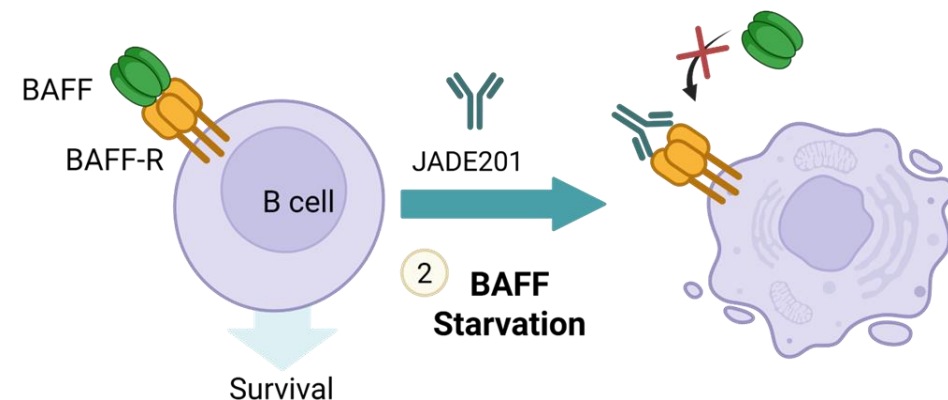 BAFF
BAFF-R
B cell
Survival
JADE201
2
BAFF
Starvation